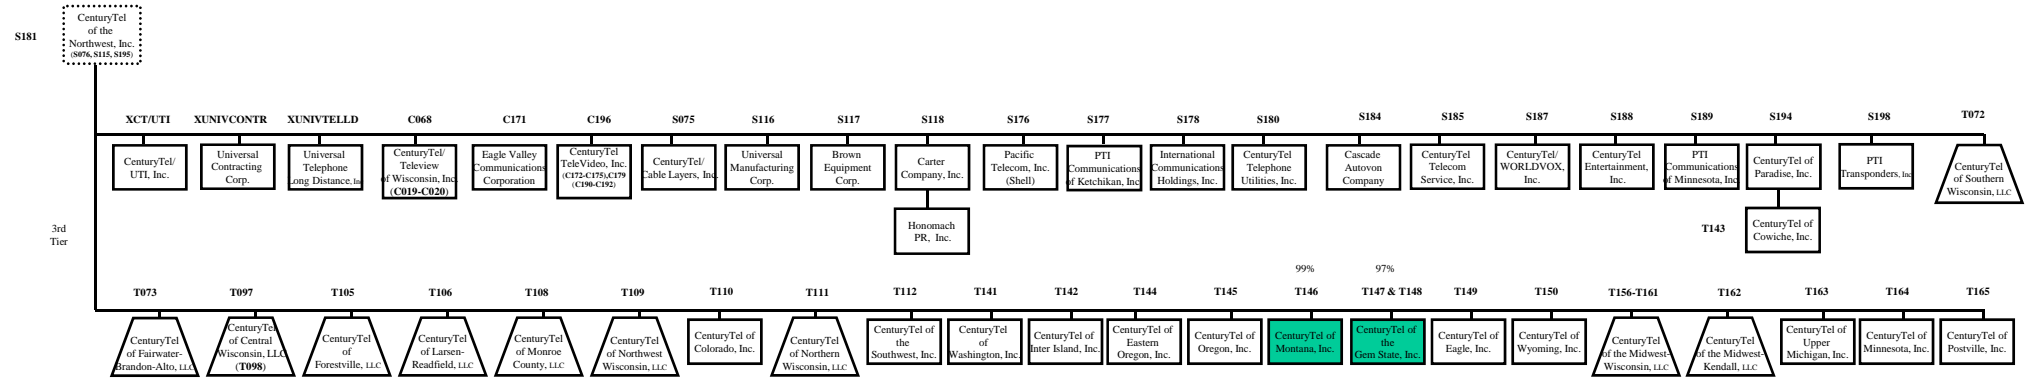 CenturyTel
of the
Northwest, Inc.
(S076, S115, S195)
S181
XCT/UTI
XUNIVCONTR
XUNIVTELLD
C068
C171
C196
S075
S116
S117
S118
S176
S177
S178
S180
S184
S185
S187
S188
S189
S194
S198
T072
CenturyTel/
UTI, Inc.
Universal
Contracting
Corp.
Universal
Telephone
Long Distance, Inc
CenturyTel/
Teleview
of Wisconsin, Inc.
(C019-C020)
Eagle Valley
Communications
Corporation
CenturyTel
TeleVideo, Inc.
(C172-C175),C179
(C190-C192)
CenturyTel/
Cable Layers, Inc.
Universal
Manufacturing
Corp.
Brown
Equipment Corp.
Carter
Company, Inc.
Pacific
Telecom, Inc.
(Shell)
PTI
Communications
of Ketchikan, Inc
International
Communications
Holdings, Inc.
CenturyTel
Telephone
Utilities, Inc.
Cascade
Autovon
Company
CenturyTel
Telecom
Service, Inc.
CenturyTel/
WORLDVOX,
Inc.
CenturyTel
Entertainment,
Inc.
PTI
Communications
of Minnesota, Inc
CenturyTel of
Paradise, Inc.
PTI
Transponders, Inc
CenturyTel
of Southern
Wisconsin, LLC
3rd
Tier
Honomach
PR, Inc.
T143
CenturyTel of
Cowiche, Inc.
99%
97%
T073
T097
T105
T106
T108
T109
T110
T111
T112
T141
T142
T144
T145
T146
T147 & T148
T149
T150
T156-T161
T162
T163
T164
T165
CenturyTel
of Fairwater-
Brandon-Alto, LLC
CenturyTel
of Central
Wisconsin, LLC
(T098)
CenturyTel
of
Forestville, LLC
CenturyTel
of Larsen-
Readfield, LLC
CenturyTel
of Monroe
County, LLC
CenturyTel
of Northwest
Wisconsin, LLC
CenturyTel of
Colorado, Inc.
CenturyTel
of Northern
Wisconsin, LLC
CenturyTel of
the
Southwest, Inc.
CenturyTel
of
Washington, Inc.
CenturyTel of
Inter Island, Inc.
CenturyTel of
Eastern
Oregon, Inc.
CenturyTel of
Oregon, Inc.
CenturyTel of
Montana, Inc.
CenturyTel of
the
Gem State, Inc.
CenturyTel of
Eagle, Inc.
CenturyTel of
Wyoming, Inc.
CenturyTel
of the Midwest-
Wisconsin, LLC
CenturyTel
of the Midwest-
Kendall, LLC
CenturyTel of
Upper
Michigan, Inc.
CenturyTel of
Minnesota, Inc.
CenturyTel of
Postville, Inc.